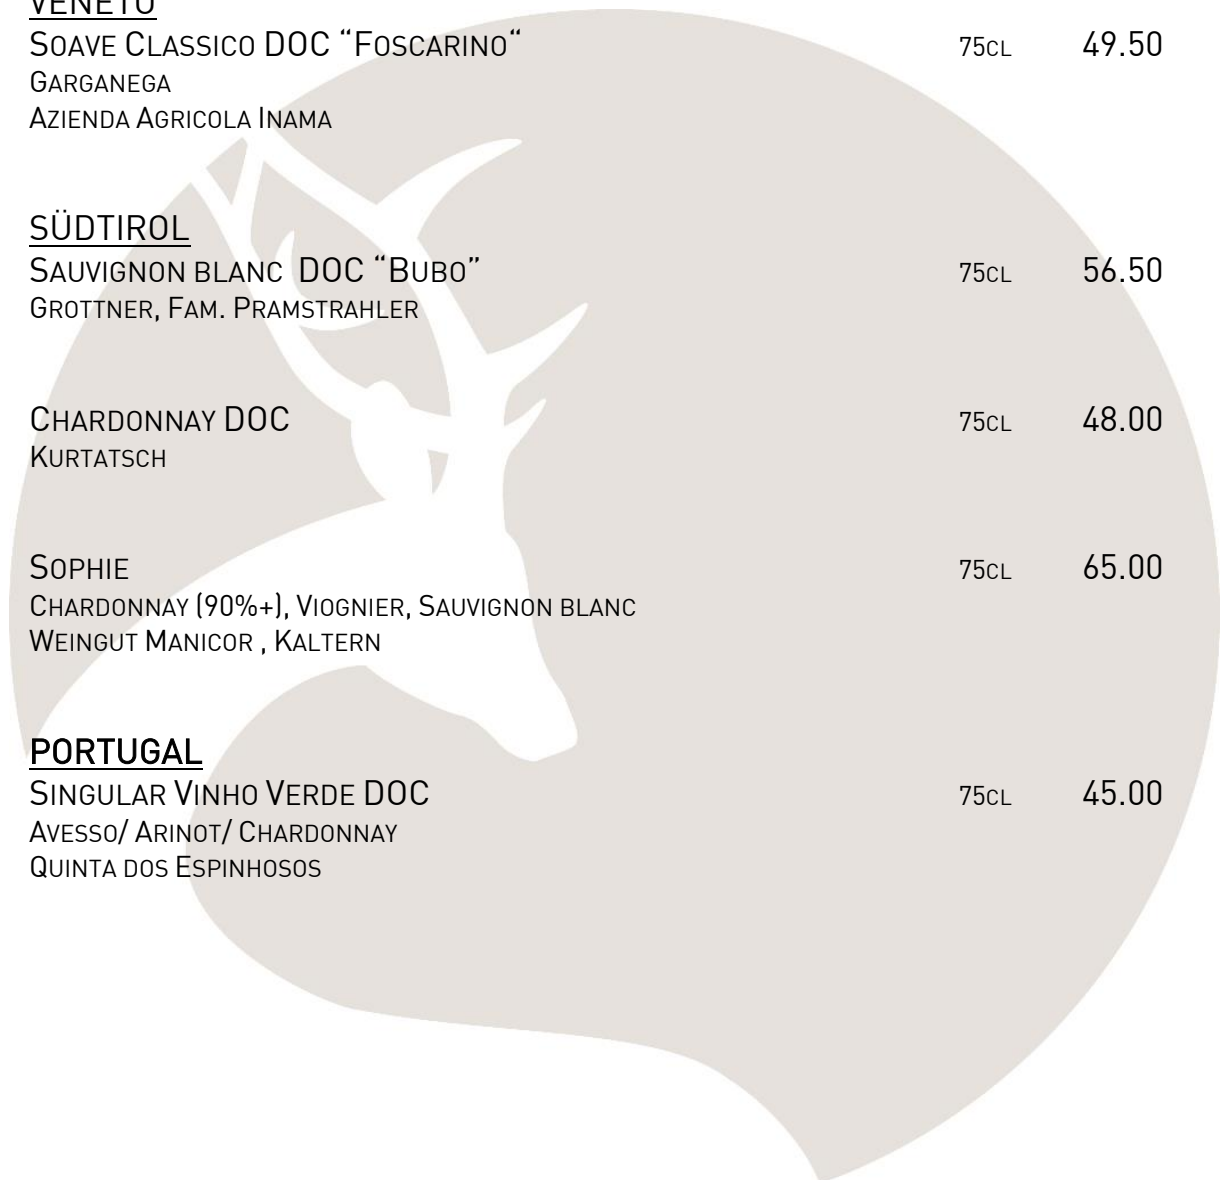 VENETO
SOAVE CLASSICO DOC “FOSCARINO“ 75CL 49.50
GARGANEGA
AZIENDA AGRICOLA INAMA
SÜDTIROL
SAUVIGNON BLANC DOC “BUBO” 75CL 56.50
GROTTNER, FAM. PRAMSTRAHLER
CHARDONNAY DOC 75CL 48.00
KURTATSCH
SOPHIE 75CL 65.00
CHARDONNAY (90%+), VIOGNIER, SAUVIGNON BLANC
WEINGUT MANICOR , KALTERN
PORTUGAL
SINGULAR VINHO VERDE DOC 75CL 45.00
AVESSO/ ARINOT/ CHARDONNAY
QUINTA DOS ESPINHOSOS